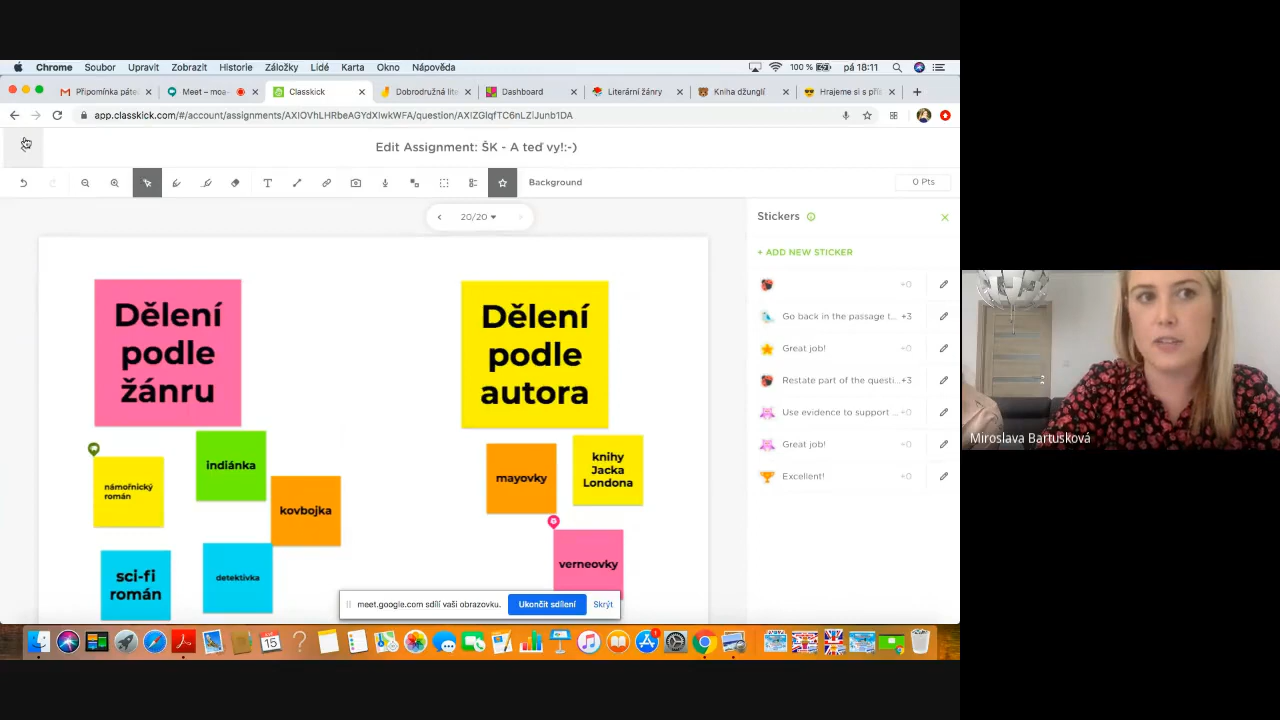 Chrome Soubor Upravit Zobrazit Historie Záložky Lidé Karta Okno Nápověda 100 % pá 18:11
Připomínka páte Meet – moa- Classkick Dobrodružná lite Dashboard Literární žánry Kniha džunglí Hrajeme si s pří
app.classkick.com/#/account/assignments/AXIOVhLHRbeAGYdXIwkWFA/question/AXIZGlqfTC6nLZiJunb1DA
Edit Assignment: ŠK - A teď vy!:-)
T Background 0 Pts
20/20
Stickers
+ ADD NEW STICKER
+0
Go back in the passage t... +3
Great job! +0
Restate part of the questi... +3
Use evidence to support ... +0
Great job! +0
Excellent! +0
Dělení
podle
žánru
Dělení
podle
autora
námořnický
román
indiánka
kovbojka
sci-fi
román
detektivka
mayovky
knihy
Jacka
Londona
verneovky
meet.google.com sdílí vaši obrazovku. Ukončit sdílení Skrýt
15
Miroslava Bartusková